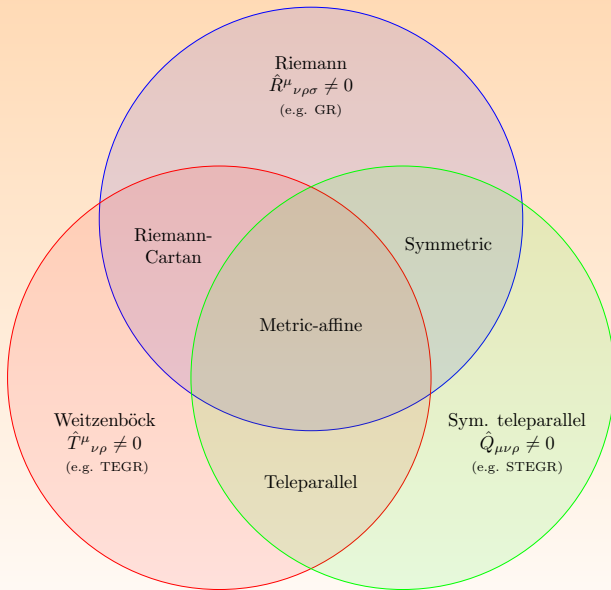 Riemann
R̂^μ_νρσ ≠ 0
(e.g. GR)
Riemann-
Cartan
Symmetric
Metric-affine
Weitzenböck
T̂^μ_νρ ≠ 0
(e.g. TEGR)
Sym. teleparallel
Q̂_μνρ ≠ 0
(e.g. STEGR)
Teleparallel